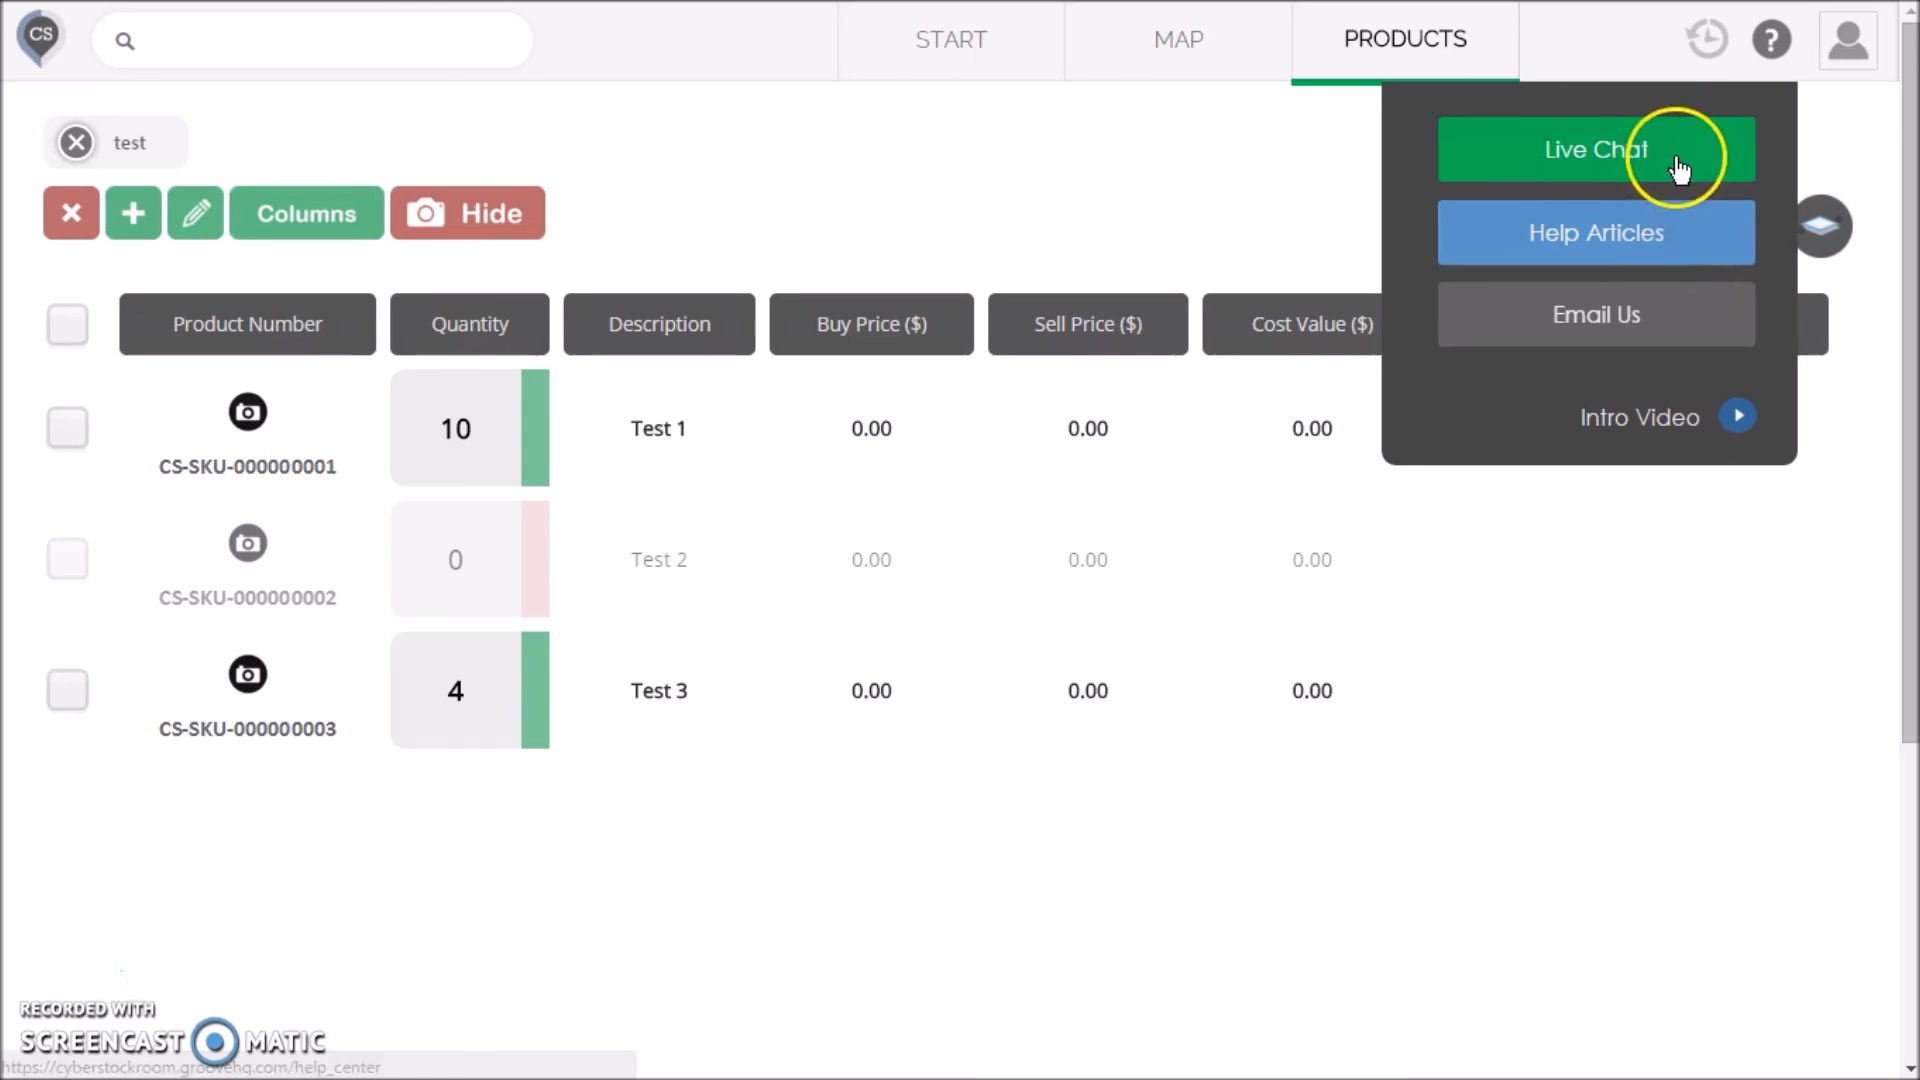 CS
START
MAP
PRODUCTS
?
test
Live Chat
Columns
Hide
Help Articles
Email Us
Product Number
Quantity
Description
Buy Price ($)
Sell Price ($)
Cost Value ($)
Intro Video
10
Test 1
0.00
0.00
0.00
CS-SKU-000000001
0
Test 2
0.00
0.00
0.00
CS-SKU-000000002
4
Test 3
0.00
0.00
0.00
CS-SKU-000000003
RECORDED WITH
SCREENCAST MATIC
https://cyberstockroom.groovehq.com/help_center